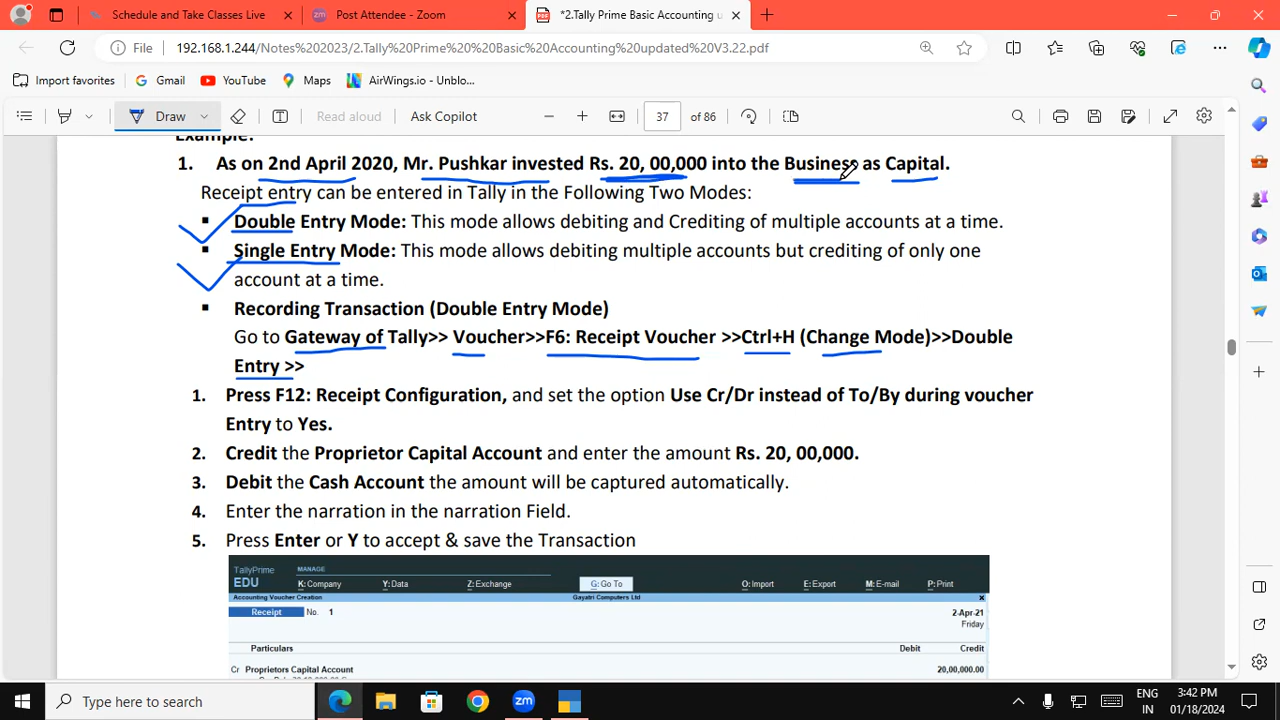 Schedule and Take Classes Live
Post Attendee - Zoom
*2.Tally Prime Basic Accounting u
File
192.168.1.244/Notes%202023/2.Tally%20Prime%20%20Basic%20Accounting%20updated%20V3.22.pdf
Import favorites
Gmail
YouTube
Maps
AirWings.io - Unblo...
Draw
Read aloud
Ask Copilot
37
of 86
Example:
1. As on 2nd April 2020, Mr. Pushkar invested Rs. 20, 00,000 into the Business as Capital.
Receipt entry can be entered in Tally in the Following Two Modes:
▪ Double Entry Mode: This mode allows debiting and Crediting of multiple accounts at a time.
▪ Single Entry Mode: This mode allows debiting multiple accounts but crediting of only one
account at a time.
▪ Recording Transaction (Double Entry Mode)
Go to Gateway of Tally>> Voucher>>F6: Receipt Voucher >>Ctrl+H (Change Mode)>>Double
Entry >>
1. Press F12: Receipt Configuration, and set the option Use Cr/Dr instead of To/By during voucher
Entry to Yes.
2. Credit the Proprietor Capital Account and enter the amount Rs. 20, 00,000.
3. Debit the Cash Account the amount will be captured automatically.
4. Enter the narration in the narration Field.
5. Press Enter or Y to accept & save the Transaction
TallyPrime
MANAGE
EDU
K: Company
Y: Data
Z: Exchange
G: Go To
O: Import
E: Export
M: E-mail
P: Print
Accounting Voucher Creation
Gayatri Computers Ltd
x
Receipt
No. 1
2-Apr-21
Friday
Particulars
Debit
Credit
Cr Proprietors Capital Account
20,00,000.00
Type here to search
zm
ENG
IN
3:42 PM
01/18/2024